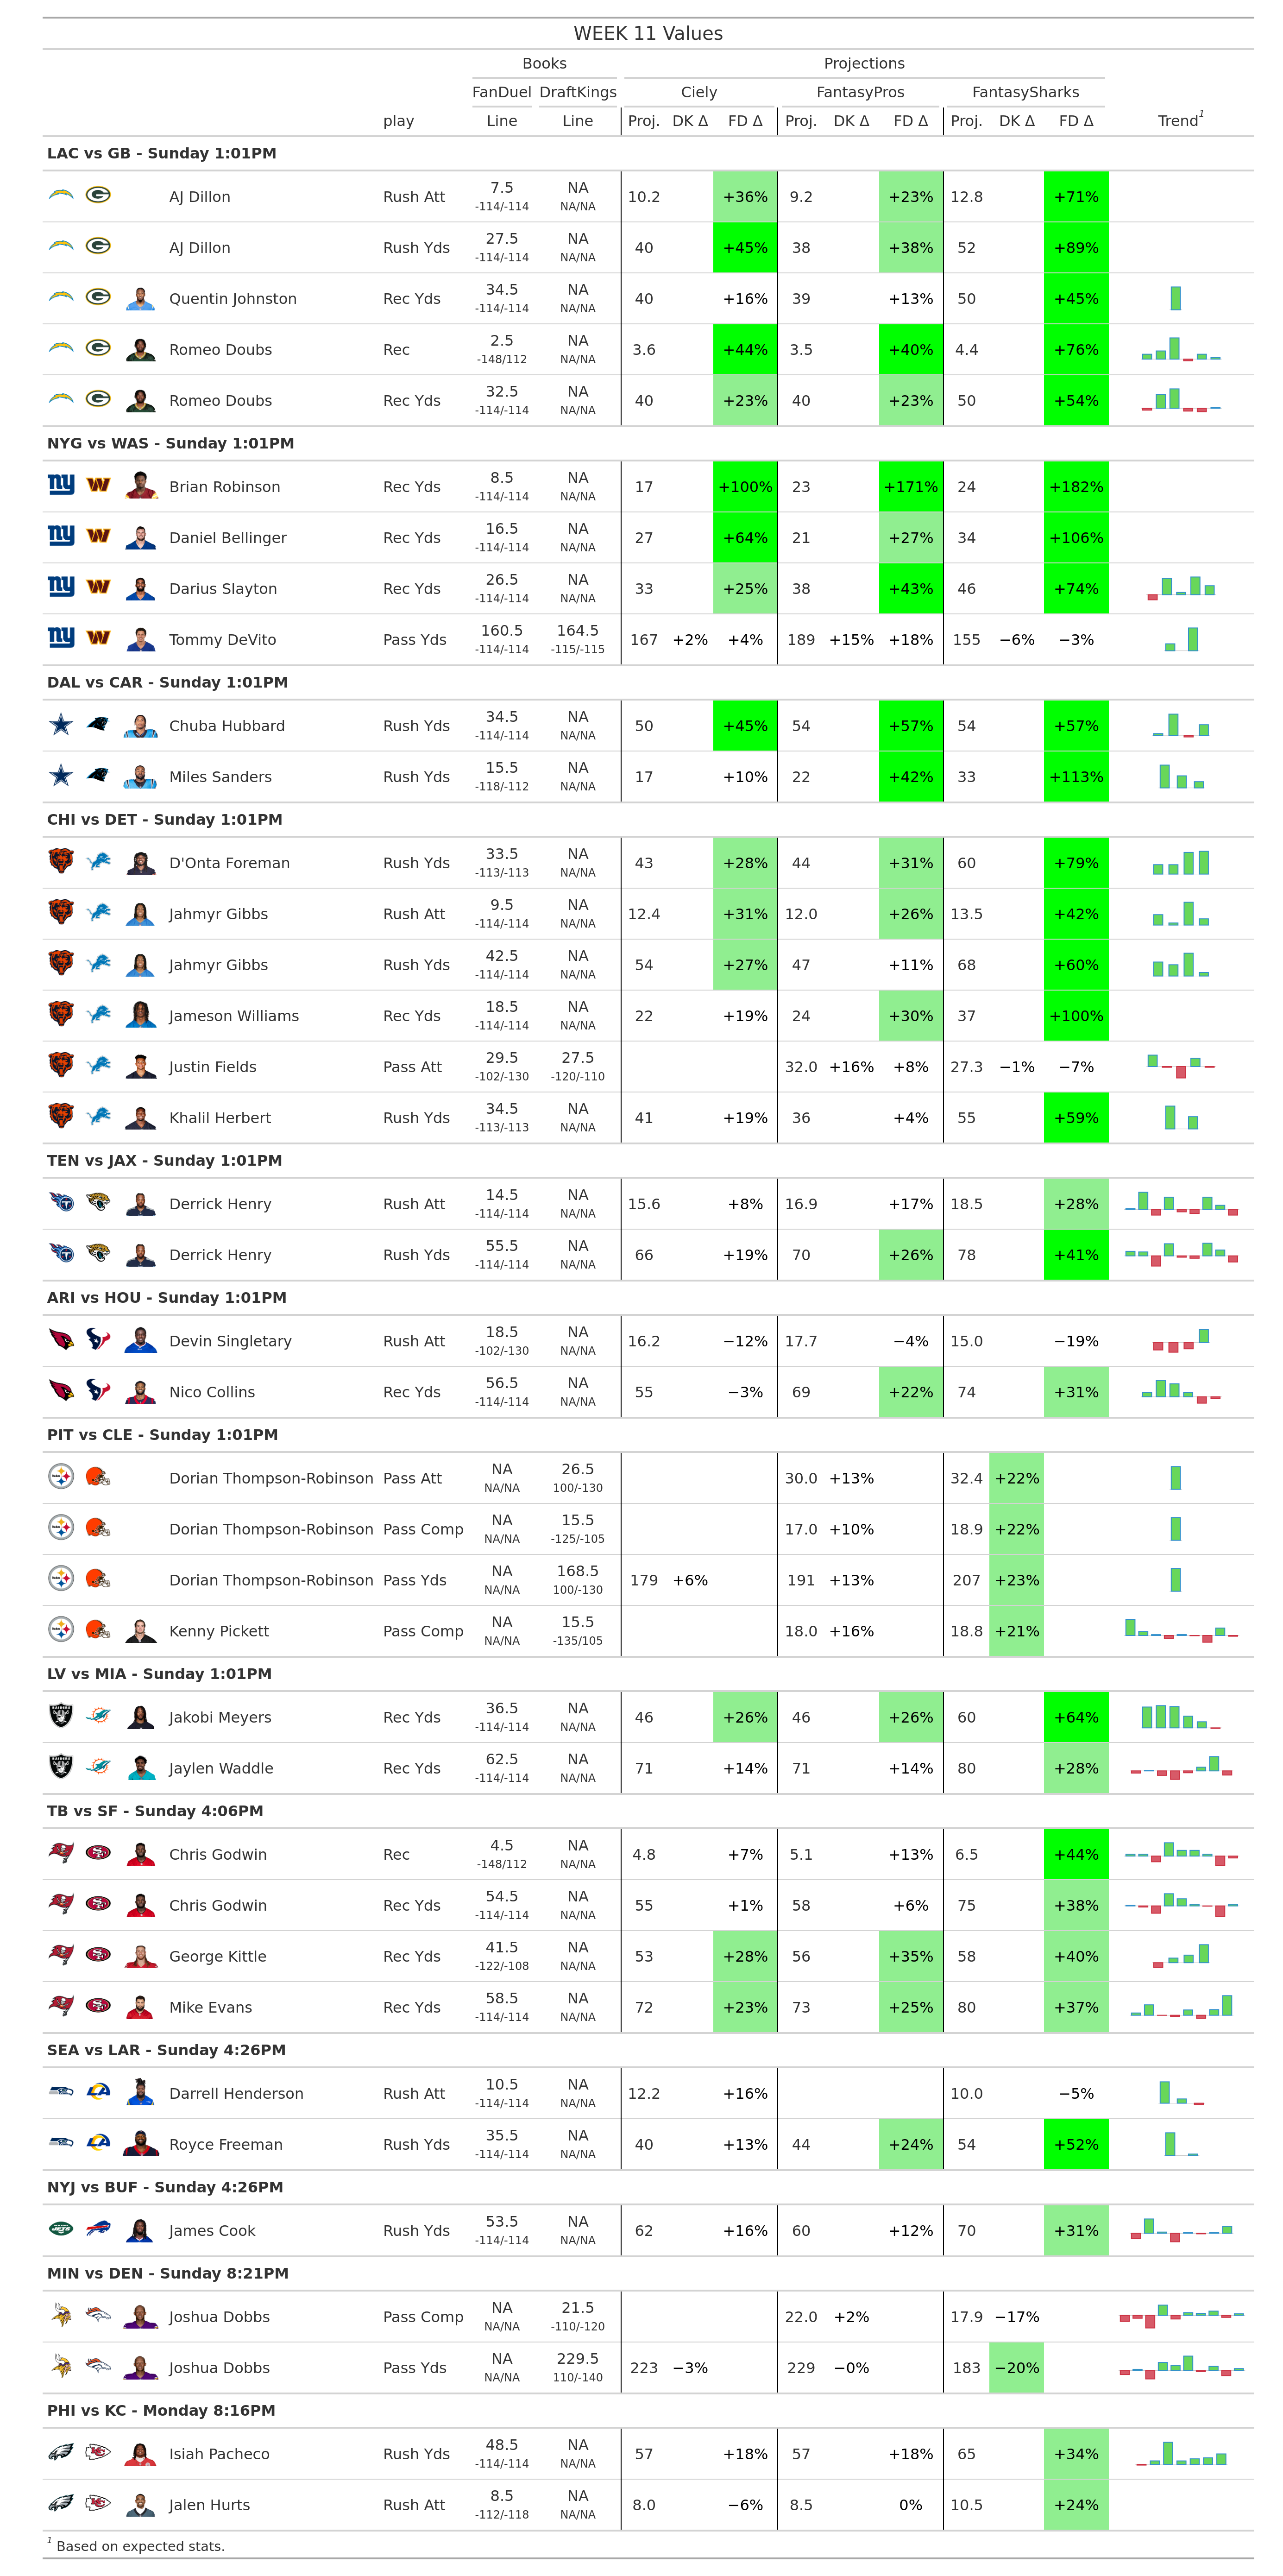 WEEK 11 Values
Books Projections
FanDuel DraftKings Ciely FantasyPros FantasySharks
play Line Line Proj. DK Δ FD Δ Proj. DK Δ FD Δ Proj. DK Δ FD Δ Trend1
LAC vs GB - Sunday 1:01PM
AJ Dillon Rush Att 7.5 NA 10.2 +36% 9.2 +23% 12.8 +71%
-114/-114 NA/NA
AJ Dillon Rush Yds 27.5 NA 40 +45% 38 +38% 52 +89%
-114/-114 NA/NA
Quentin Johnston Rec Yds 34.5 NA 40 +16% 39 +13% 50 +45%
-114/-114 NA/NA
Romeo Doubs Rec 2.5 NA 3.6 +44% 3.5 +40% 4.4 +76%
-148/112 NA/NA
Romeo Doubs Rec Yds 32.5 NA 40 +23% 40 +23% 50 +54%
-114/-114 NA/NA
NYG vs WAS - Sunday 1:01PM
Brian Robinson Rec Yds 8.5 NA 17 +100% 23 +171% 24 +182%
-114/-114 NA/NA
Daniel Bellinger Rec Yds 16.5 NA 27 +64% 21 +27% 34 +106%
-114/-114 NA/NA
Darius Slayton Rec Yds 26.5 NA 33 +25% 38 +43% 46 +74%
-114/-114 NA/NA
Tommy DeVito Pass Yds 160.5 164.5 167 +2% +4% 189 +15% +18% 155 −6% −3%
-114/-114 -115/-115
DAL vs CAR - Sunday 1:01PM
Chuba Hubbard Rush Yds 34.5 NA 50 +45% 54 +57% 54 +57%
-114/-114 NA/NA
Miles Sanders Rush Yds 15.5 NA 17 +10% 22 +42% 33 +113%
-118/-112 NA/NA
CHI vs DET - Sunday 1:01PM
D'Onta Foreman Rush Yds 33.5 NA 43 +28% 44 +31% 60 +79%
-113/-113 NA/NA
Jahmyr Gibbs Rush Att 9.5 NA 12.4 +31% 12.0 +26% 13.5 +42%
-114/-114 NA/NA
Jahmyr Gibbs Rush Yds 42.5 NA 54 +27% 47 +11% 68 +60%
-114/-114 NA/NA
Jameson Williams Rec Yds 18.5 NA 22 +19% 24 +30% 37 +100%
-114/-114 NA/NA
Justin Fields Pass Att 29.5 27.5 32.0 +16% +8% 27.3 −1% −7%
-102/-130 -120/-110
Khalil Herbert Rush Yds 34.5 NA 41 +19% 36 +4% 55 +59%
-113/-113 NA/NA
TEN vs JAX - Sunday 1:01PM
Derrick Henry Rush Att 14.5 NA 15.6 +8% 16.9 +17% 18.5 +28%
-114/-114 NA/NA
Derrick Henry Rush Yds 55.5 NA 66 +19% 70 +26% 78 +41%
-114/-114 NA/NA
ARI vs HOU - Sunday 1:01PM
Devin Singletary Rush Att 18.5 NA 16.2 −12% 17.7 −4% 15.0 −19%
-102/-130 NA/NA
Nico Collins Rec Yds 56.5 NA 55 −3% 69 +22% 74 +31%
-114/-114 NA/NA
PIT vs CLE - Sunday 1:01PM
Dorian Thompson-Robinson Pass Att NA 26.5 30.0 +13% 32.4 +22%
NA/NA 100/-130
Dorian Thompson-Robinson Pass Comp NA 15.5 17.0 +10% 18.9 +22%
NA/NA -125/-105
Dorian Thompson-Robinson Pass Yds NA 168.5 179 +6% 191 +13% 207 +23%
NA/NA 100/-130
Kenny Pickett Pass Comp NA 15.5 18.0 +16% 18.8 +21%
NA/NA -135/105
LV vs MIA - Sunday 1:01PM
Jakobi Meyers Rec Yds 36.5 NA 46 +26% 46 +26% 60 +64%
-114/-114 NA/NA
Jaylen Waddle Rec Yds 62.5 NA 71 +14% 71 +14% 80 +28%
-114/-114 NA/NA
TB vs SF - Sunday 4:06PM
Chris Godwin Rec 4.5 NA 4.8 +7% 5.1 +13% 6.5 +44%
-148/112 NA/NA
Chris Godwin Rec Yds 54.5 NA 55 +1% 58 +6% 75 +38%
-114/-114 NA/NA
George Kittle Rec Yds 41.5 NA 53 +28% 56 +35% 58 +40%
-122/-108 NA/NA
Mike Evans Rec Yds 58.5 NA 72 +23% 73 +25% 80 +37%
-114/-114 NA/NA
SEA vs LAR - Sunday 4:26PM
Darrell Henderson Rush Att 10.5 NA 12.2 +16% 10.0 −5%
-114/-114 NA/NA
Royce Freeman Rush Yds 35.5 NA 40 +13% 44 +24% 54 +52%
-114/-114 NA/NA
NYJ vs BUF - Sunday 4:26PM
James Cook Rush Yds 53.5 NA 62 +16% 60 +12% 70 +31%
-114/-114 NA/NA
MIN vs DEN - Sunday 8:21PM
Joshua Dobbs Pass Comp NA 21.5 22.0 +2% 17.9 −17%
NA/NA -110/-120
Joshua Dobbs Pass Yds NA 229.5 223 −3% 229 −0% 183 −20%
NA/NA 110/-140
PHI vs KC - Monday 8:16PM
Isiah Pacheco Rush Yds 48.5 NA 57 +18% 57 +18% 65 +34%
-114/-114 NA/NA
Jalen Hurts Rush Att 8.5 NA 8.0 −6% 8.5 0% 10.5 +24%
-112/-118 NA/NA
1 Based on expected stats.